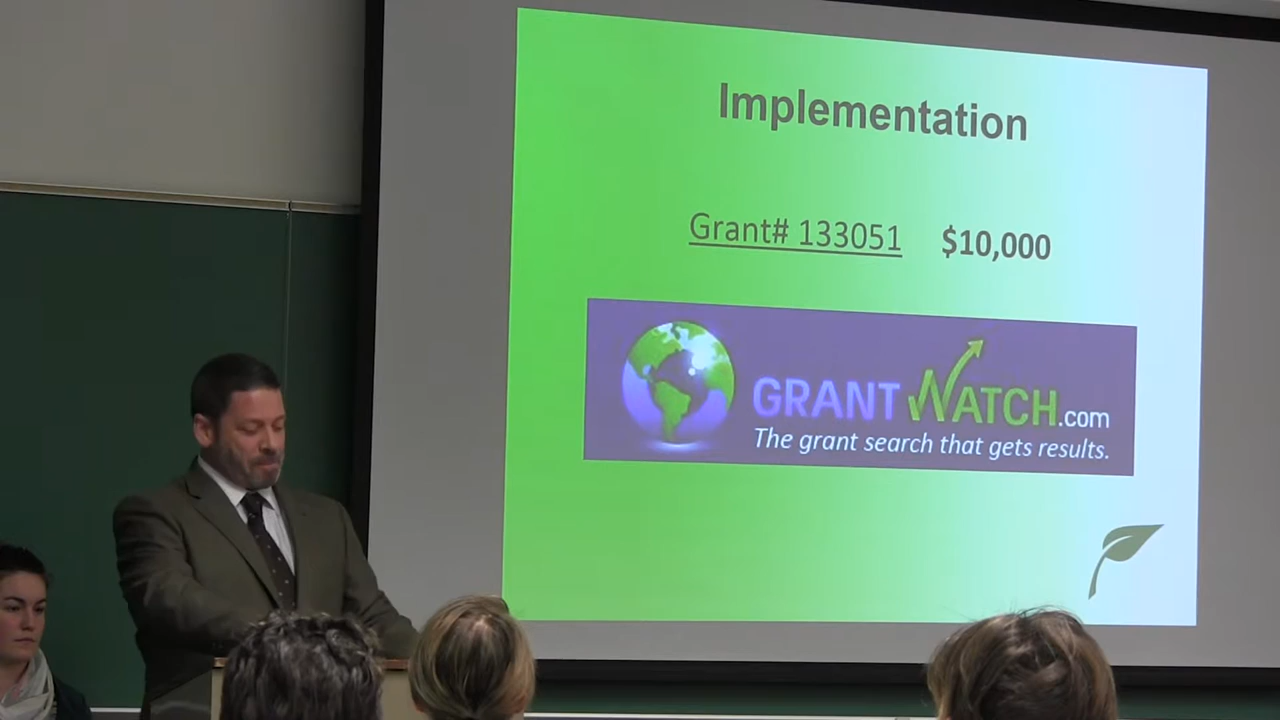 Implementation
Grant# 133051 $10,000
GRANTWATCH.com
The grant search that gets results.